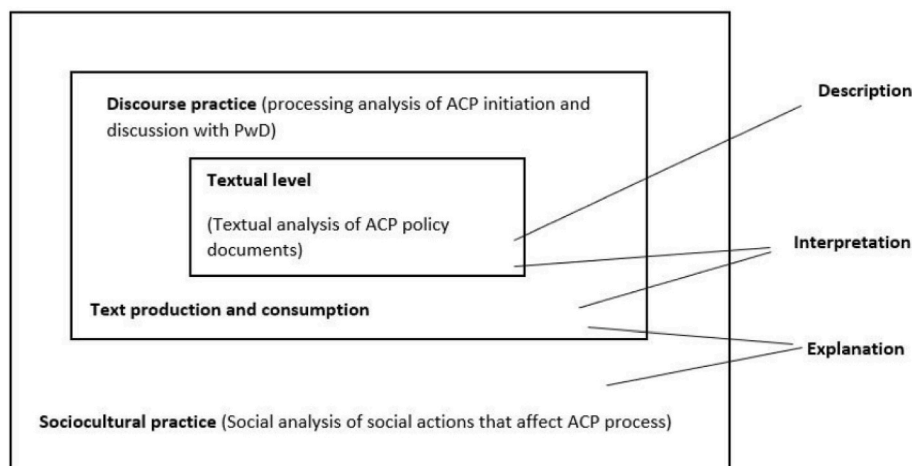 Discourse practice (processing analysis of ACP initiation and
discussion with PwD)
Description
Textual level
(Textual analysis of ACP policy
documents)
Interpretation
Text production and consumption
Explanation
Sociocultural practice (Social analysis of social actions that affect ACP process)